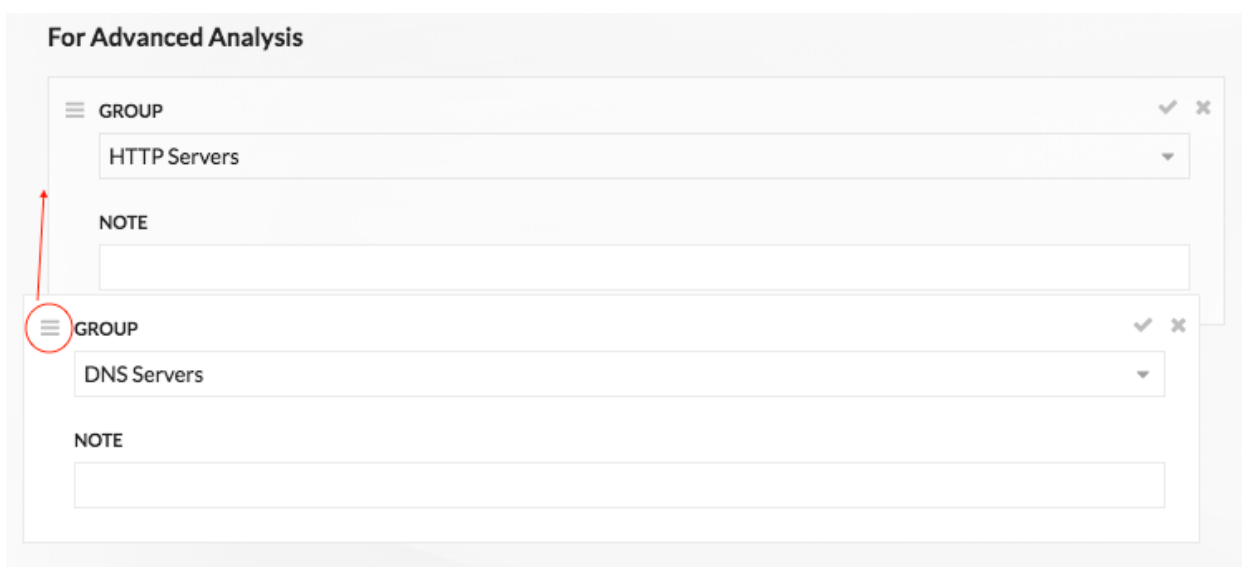 For Advanced Analysis
GROUP
HTTP Servers
NOTE
GROUP
DNS Servers
NOTE